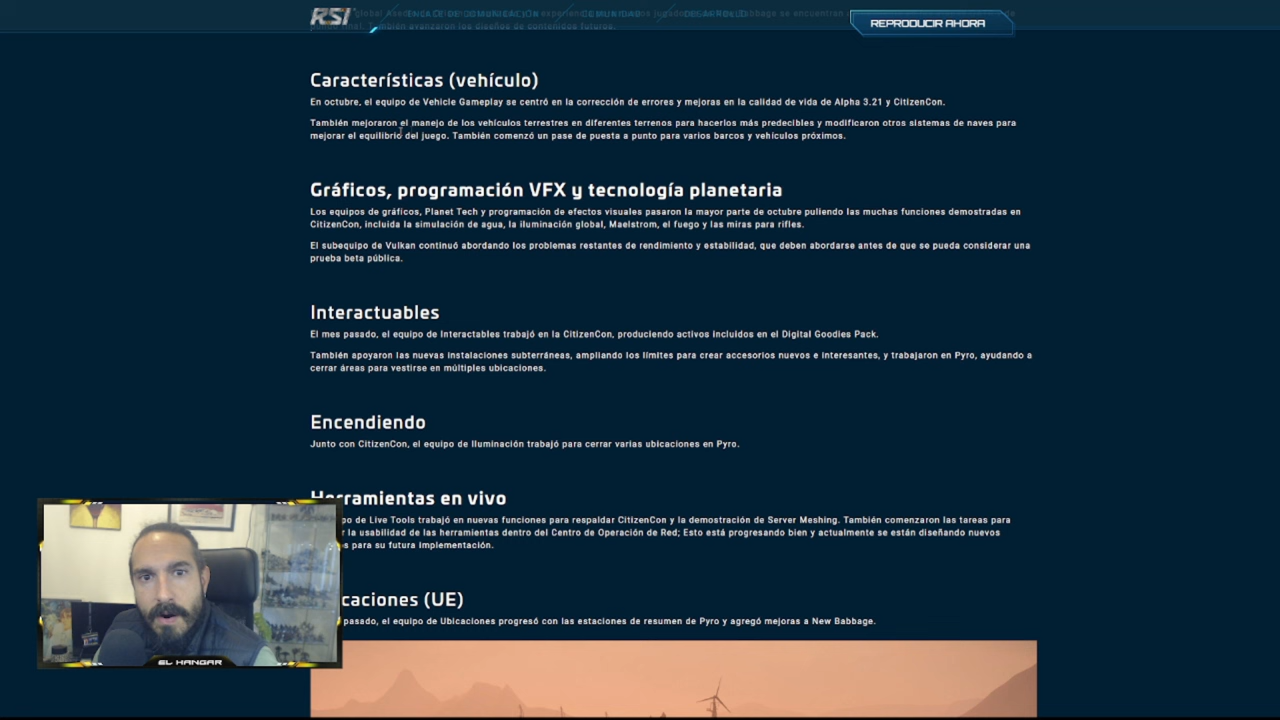 RSI
ENLACE DE COMUNICACIÓN
COMUNIDAD
DESARROLLO
REPRODUCIR AHORA
Características (vehículo)
En octubre, el equipo de Vehicle Gameplay se centró en la corrección de errores y mejoras en la calidad de vida de Alpha 3.21 y CitizenCon.
También mejoraron el manejo de los vehículos terrestres en diferentes terrenos para hacerlos más predecibles y modificaron otros sistemas de naves para
mejorar el equilibrio del juego. También comenzó un pase de puesta a punto para varios barcos y vehículos próximos.
Gráficos, programación VFX y tecnología planetaria
Los equipos de gráficos, Planet Tech y programación de efectos visuales pasaron la mayor parte de octubre puliendo las muchas funciones demostradas en
CitizenCon, incluida la simulación de agua, la iluminación global, Maelstrom, el fuego y las miras para rifles.
El subequipo de Vulkan continuó abordando los problemas restantes de rendimiento y estabilidad, que deben abordarse antes de que se pueda considerar una
prueba beta pública.
Interactuables
El mes pasado, el equipo de Interactables trabajó en la CitizenCon, produciendo activos incluidos en el Digital Goodies Pack.
También apoyaron las nuevas instalaciones subterráneas, ampliando los límites para crear accesorios nuevos e interesantes, y trabajaron en Pyro, ayudando a
cerrar áreas para vestirse en múltiples ubicaciones.
Encendiendo
Junto con CitizenCon, el equipo de Iluminación trabajó para cerrar varias ubicaciones en Pyro.
Herramientas en vivo
po de Live Tools trabajó en nuevas funciones para respaldar CitizenCon y la demostración de Server Meshing. También comenzaron las tareas para
r la usabilidad de las herramientas dentro del Centro de Operación de Red; Esto está progresando bien y actualmente se están diseñando nuevos
s para su futura implementación.
caciones (UE)
pasado, el equipo de Ubicaciones progresó con las estaciones de resumen de Pyro y agregó mejoras a New Babbage.
EL HANGAR